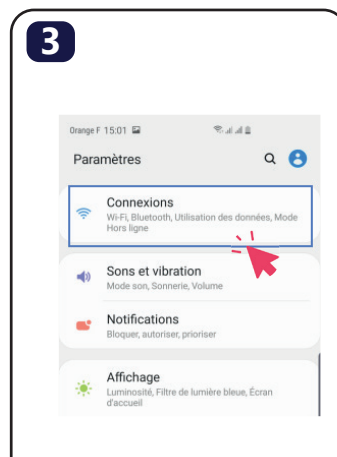 3
Orange F 15:01
Paramètres
Connexions
Wi-Fi, Bluetooth, Utilisation des données, Mode
Hors ligne
Sons et vibration
Mode son, Sonnerie, Volume
Notifications
Bloquer, autoriser, prioriser
Affichage
Luminosité, Filtre de lumière bleue, Écran
d'accueil